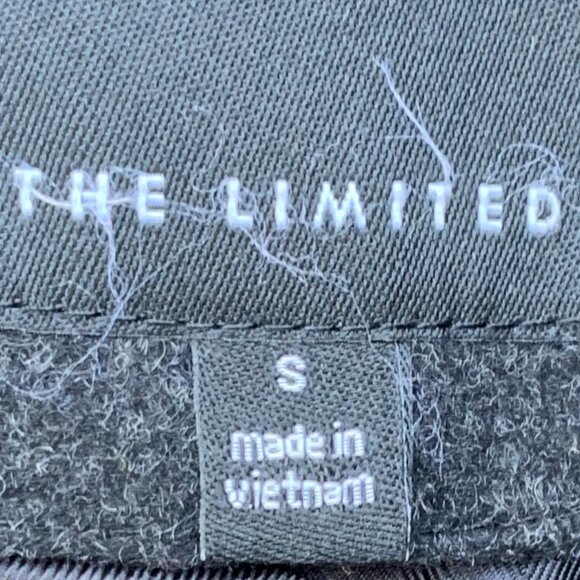 THE LIMITED
S
made in
vietnam